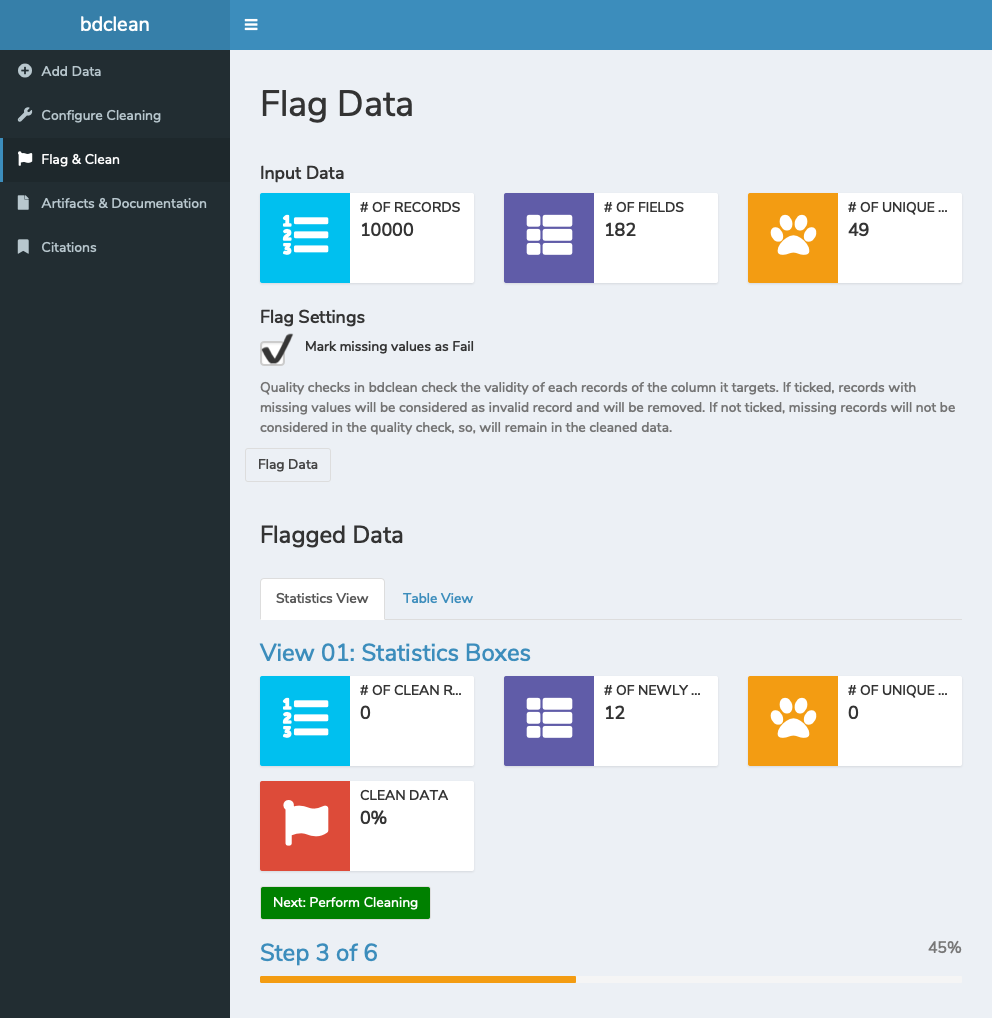 bdclean
Add Data
Configure Cleaning
Flag & Clean
Artifacts & Documentation
Citations
Flag Data
Input Data
# OF RECORDS
10000
# OF FIELDS
182
# OF UNIQUE ...
49
Flag Settings
Mark missing values as Fail
Quality checks in bdclean check the validity of each records of the column it targets. If ticked, records with
missing values will be considered as invalid record and will be removed. If not ticked, missing records will not be
considered in the quality check, so, will remain in the cleaned data.
Flag Data
Flagged Data
Statistics View
Table View
View 01: Statistics Boxes
# OF CLEAN R...
0
# OF NEWLY ...
12
# OF UNIQUE ...
0
CLEAN DATA
0%
Next: Perform Cleaning
Step 3 of 6
45%